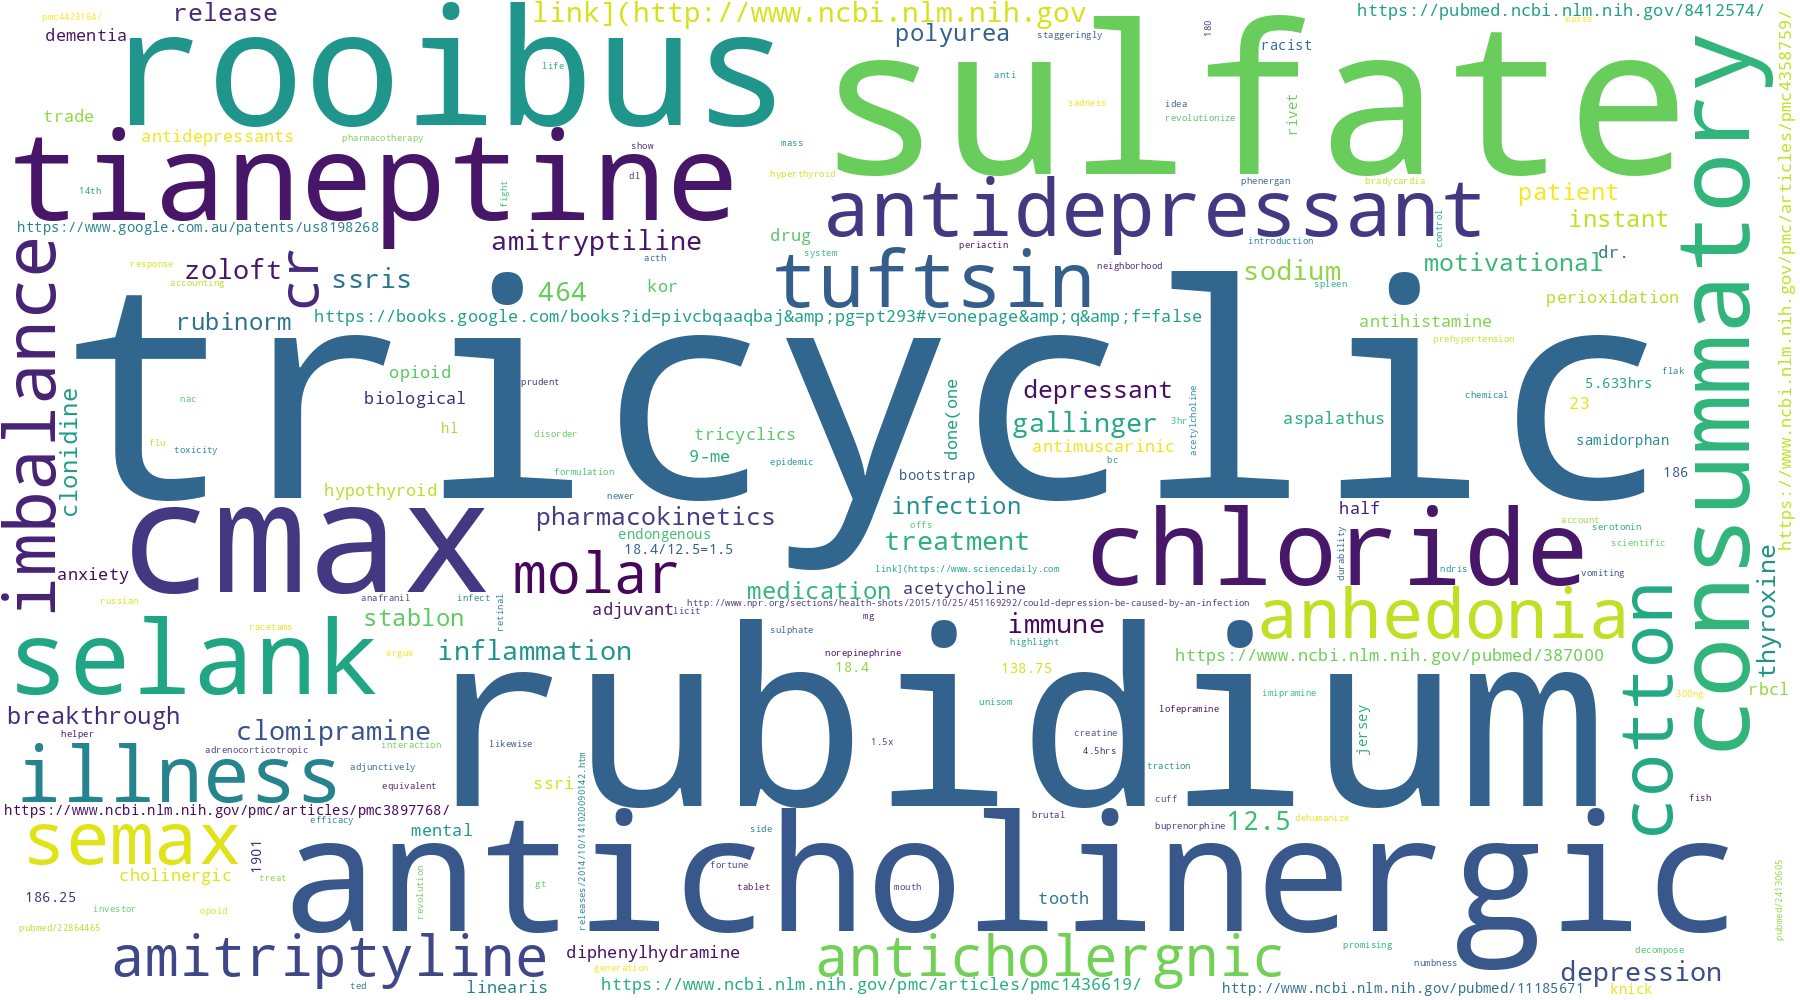 pmc4423164/
release
link](http://www.ncbi.nlm.nih.gov
https://pubmed.ncbi.nlm.nih.gov/8412574/
masse
dementia
rooibus
life
polyurea
staggeringly
180
racist
sulfate
anti
sadness
idea
revolutionize
rivet
https://www.ncbi.nlm.nih.gov/pmc/articles/pmc4358759/
consummatory
trade
antidepressants
pharmacotherapy
show
mass
tianeptine
14th
fight
dl
hyperthyroid
phenergan
bradycardia
antidepressant
patient
instant
control
https://www.google.com.au/patents/us8198268
amitryptiline
drug
system
periactin
introduction
dr.
response
accounting
zoloft
cr
ssris
acth
464
kor
tuftsin
neighborhood
sodium
spleen
motivational
perioxidation
imbalance
rubinorm
https://books.google.com/books?id=pivcbqaaqbaj&amp;pg=pt293#v=onepage&amp;q&amp;f=false
antihistamine
prehypertension
tricyclic
opioid
prudent
biological
nac
clonidine
hl
flu
toxicity
disorder
tricyclics
9-me
epidemic
done(one
depressant
gallinger
antimuscarinic
bc
3hr
acetylcholine
aspalathus
chemical
5.633hrs
flak
23
samidorphan
186
formulation
bootstrap
hypothyroid
newer
cmax
pharmacokinetics
endongenous
18.4/12.5=1.5
infection
offs
treatment
half
chloride
durability
account
serotonin
scientific
ndris
vomiting
thyroxine
anxiety
molar
link](https://www.sciencedaily.com
medication
acetycholine
russian
anafranil
infect
retinal
adjuvant
licit
http://www.npr.org/sections/health-shots/2015/10/25/451169292/could-depression-be-caused-by-an-infection
stablon
racetams
mg
sulphate
immune
highlight
anhedonia
cotton
selank
argue
inflammation
norepinephrine
18.4
138.75
https://www.ncbi.nlm.nih.gov/pubmed/387000
rbcl
300ng
breakthrough
helper
clomipramine
rubidium
unisom
imipramine
lofepramine
jersey
adrenocorticotropic
interaction
likewise
1.5x
creatine
4.5hrs
illness
adjunctively
equivalent
ssri
releases/2014/10/141020090142.htm
traction
cuff
fish
https://www.ncbi.nlm.nih.gov/pmc/articles/pmc3897768/
efficacy
mental
side
brutal
buprenorphine
12.5
dehumanize
semax
1901
cholinergic
treat
anticholinergic
fortune
tablet
mouth
tooth
186.25
investor
opoid
revolution
gt
pubmed/24130605
pubmed/22864465
amitriptyline
diphenylhydramine
generation
anticholergnic
promising
numbness
decompose
depression
ted
linearis
https://www.ncbi.nlm.nih.gov/pmc/articles/pmc1436619/
http://www.ncbi.nlm.nih.gov/pubmed/11185671
knick